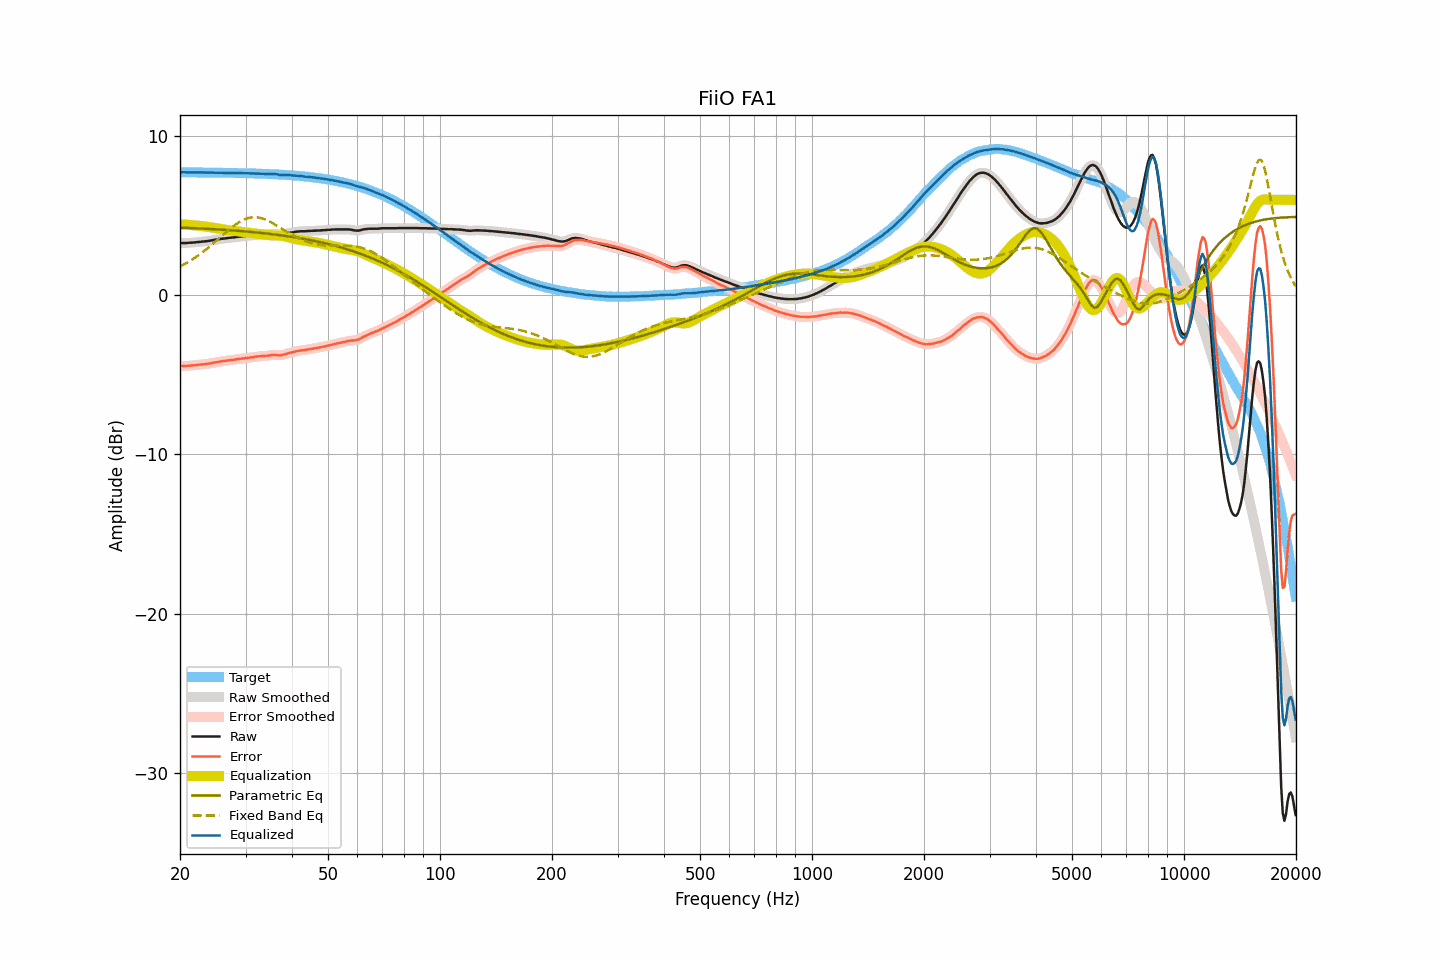 FiiO FA1
10
0
−10
−20
−30
Amplitude (dBr)
Target
Raw Smoothed
Error Smoothed
Raw
Error
Equalization
Parametric Eq
Fixed Band Eq
Equalized
20 50 100 200 500 1000 2000 5000 10000 20000
Frequency (Hz)